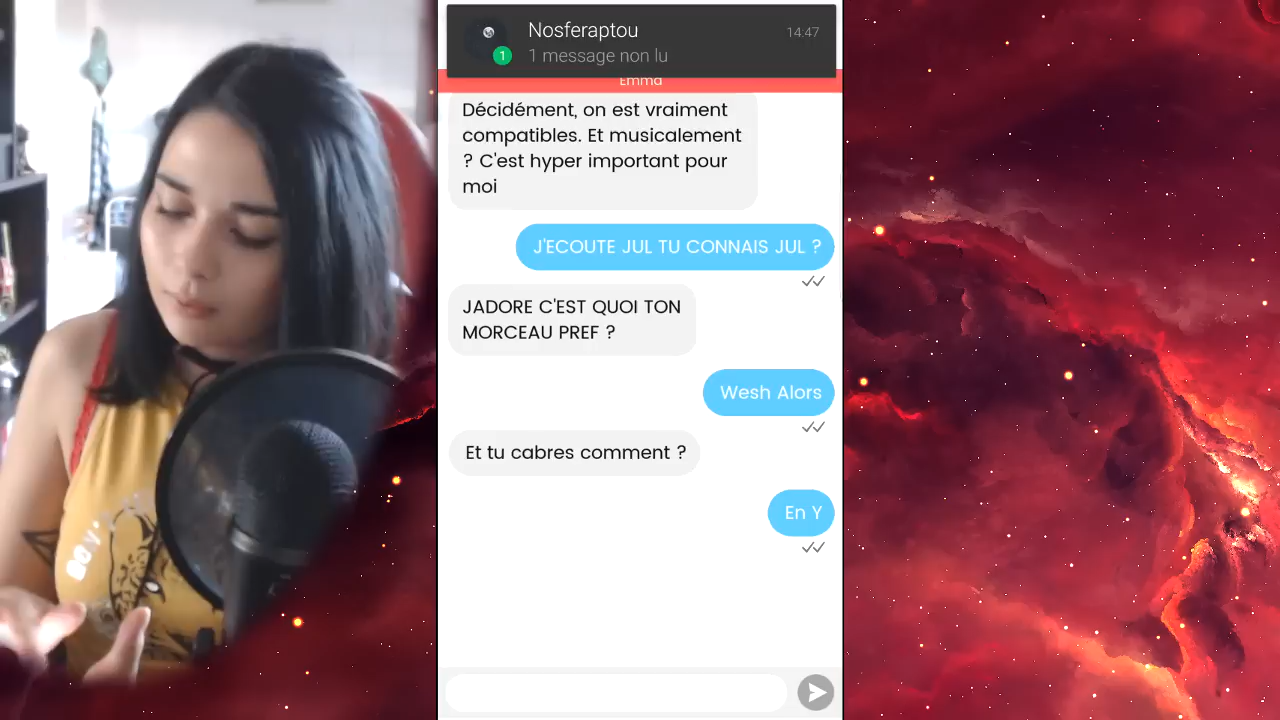 Nosferaptou
14:47
1
1 message non lu
Emma
Décidément, on est vraiment
compatibles. Et musicalement
? C'est hyper important pour
moi
J'ECOUTE JUL TU CONNAIS JUL ?
JADORE C'EST QUOI TON
MORCEAU PREF ?
Wesh Alors
Et tu cabres comment ?
En Y